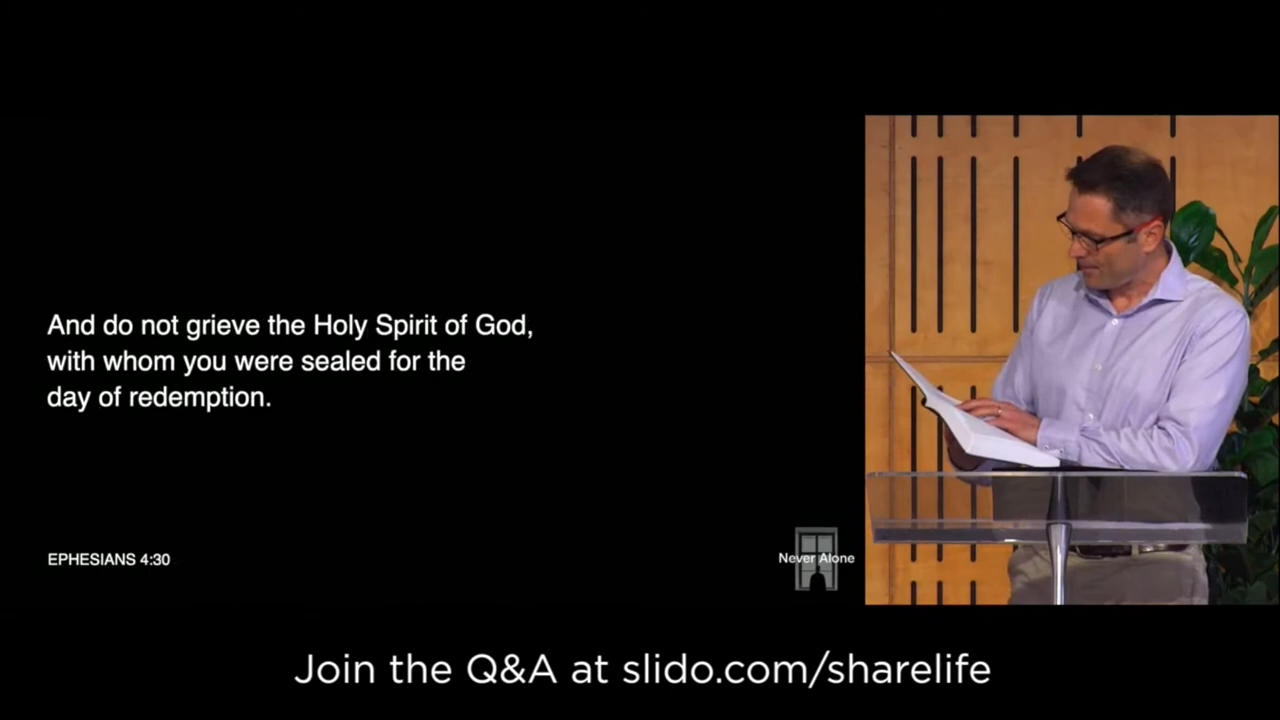 And do not grieve the Holy Spirit of God,
with whom you were sealed for the
day of redemption.
EPHESIANS 4:30
Never Alone
Join the Q&A at slido.com/sharelife